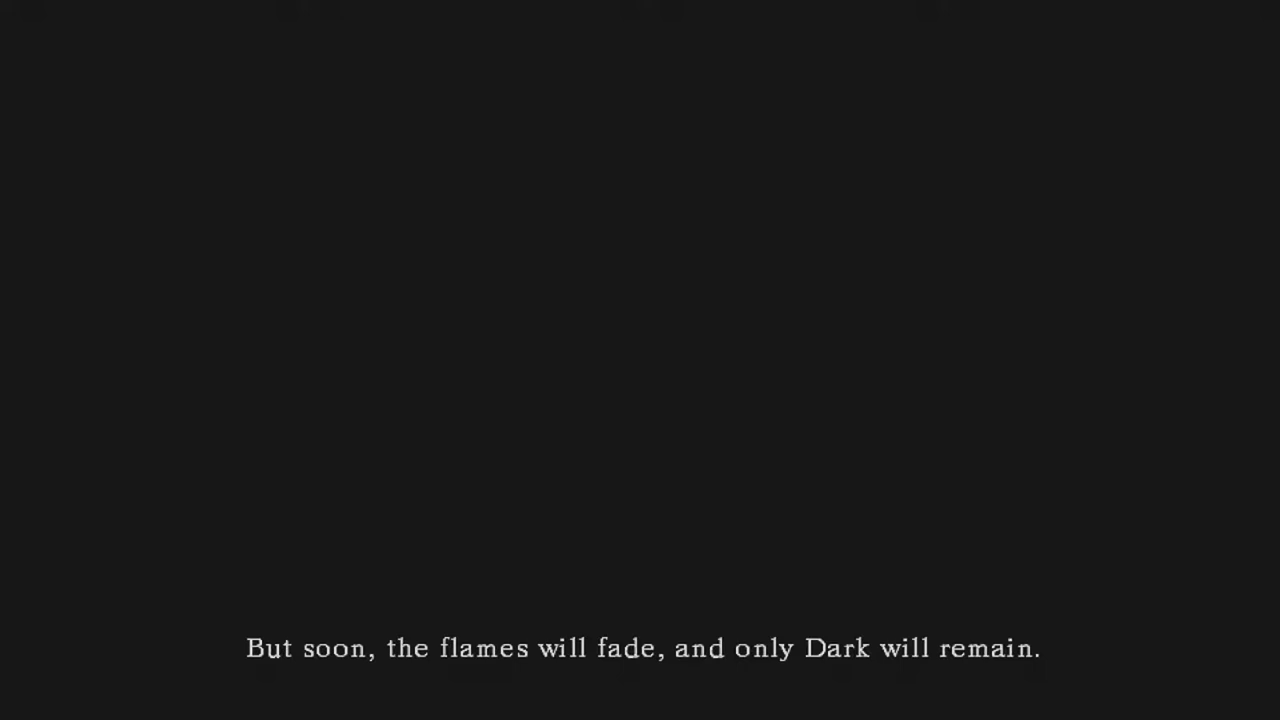 But soon, the flames will fade, and only Dark will remain.